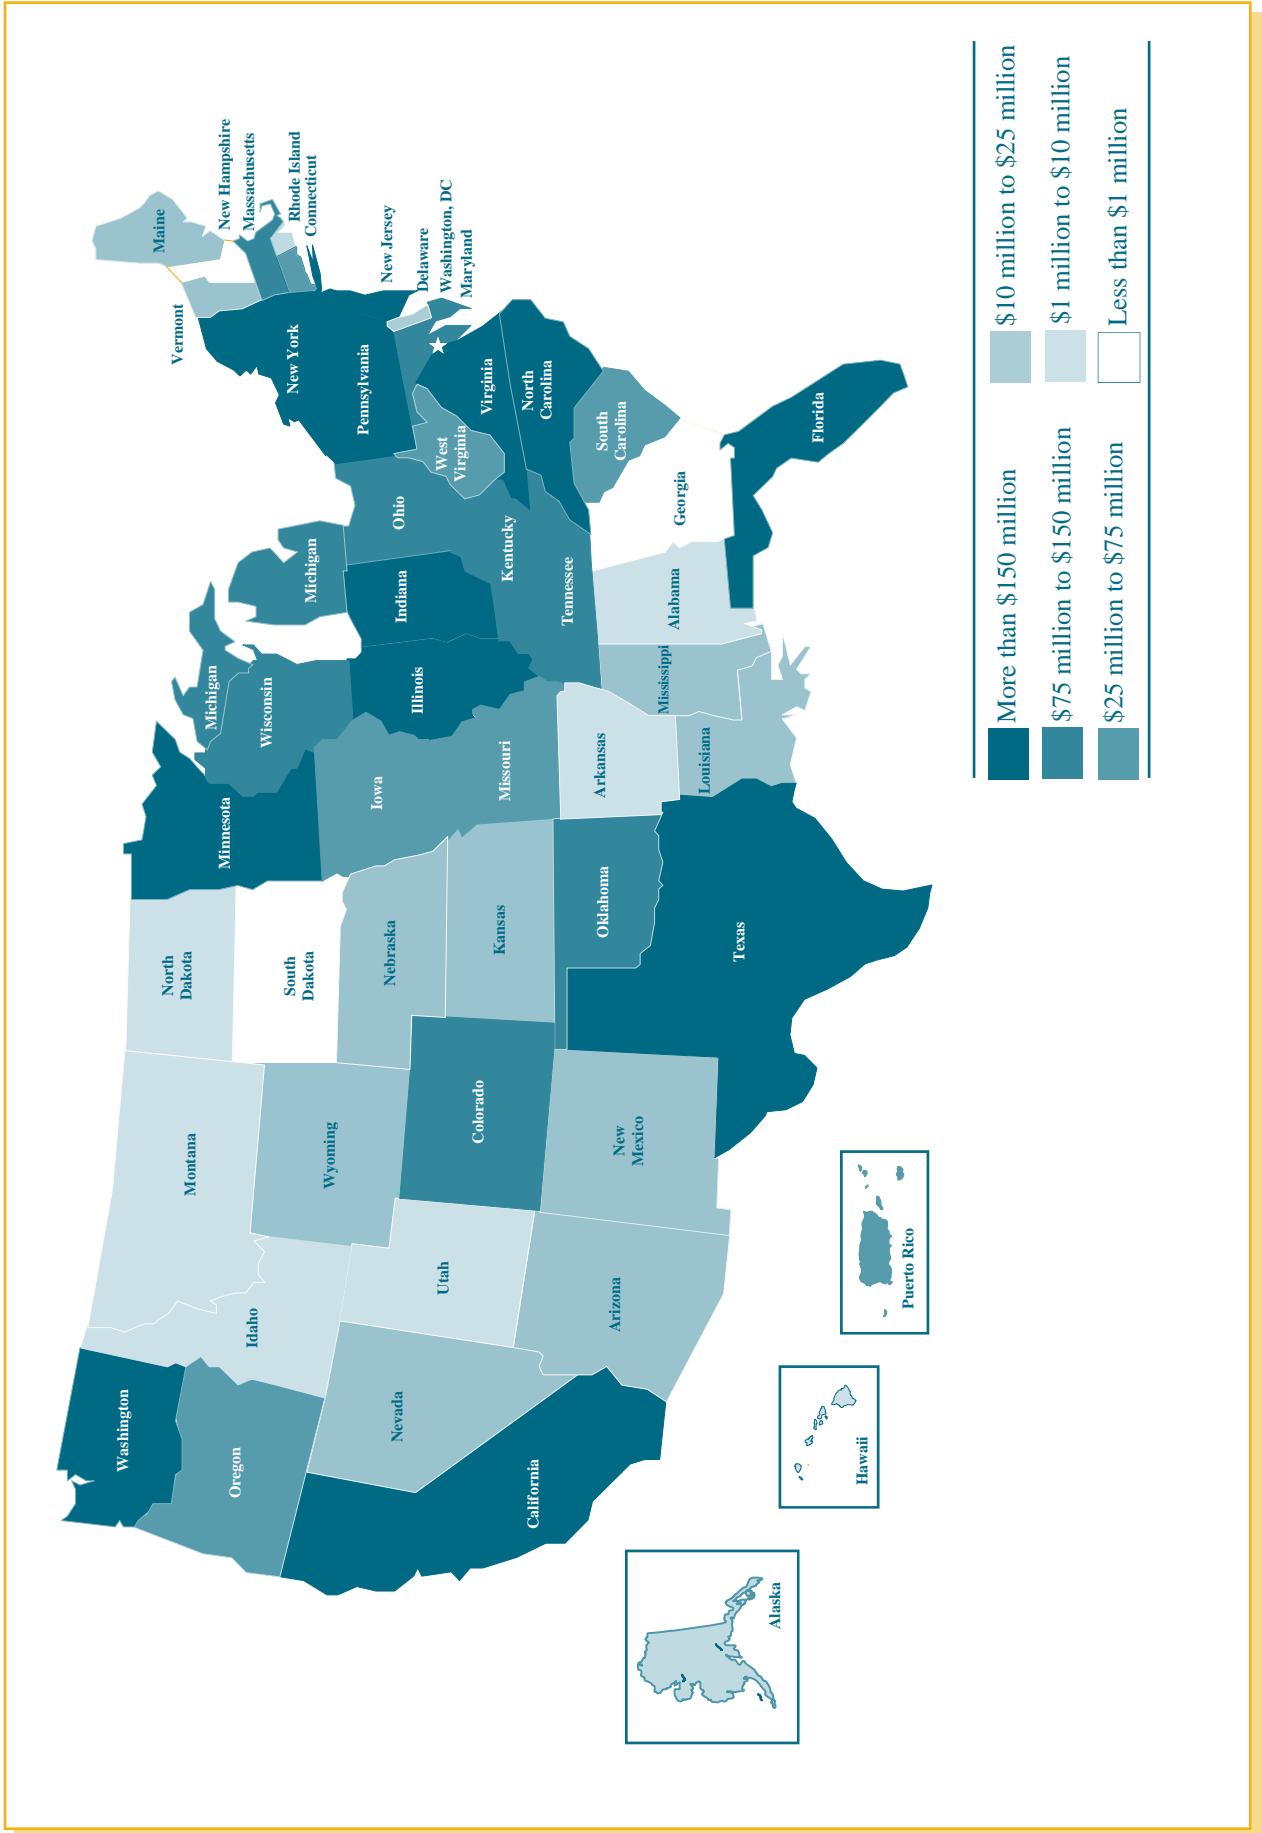 Washington
Oregon
California
Nevada
Idaho
Montana
Wyoming
Utah
Arizona
Colorado
New
Mexico
North
Dakota
South
Dakota
Nebraska
Kansas
Oklahoma
Texas
Minnesota
Iowa
Missouri
Arkansas
Louisiana
Wisconsin
Michigan
Michigan
Illinois
Indiana
Ohio
Kentucky
Tennessee
Mississippi
Alabama
Georgia
Florida
South
Carolina
North
Carolina
Virginia
West
Virginia
Pennsylvania
New York
Vermont
Maine
New Hampshire
Massachusetts
Rhode Island
Connecticut
New Jersey
Delaware
Washington, DC
Maryland
Alaska
Hawaii
Puerto Rico
More than $150 million
$75 million to $150 million
$25 million to $75 million
$10 million to $25 million
$1 million to $10 million
Less than $1 million